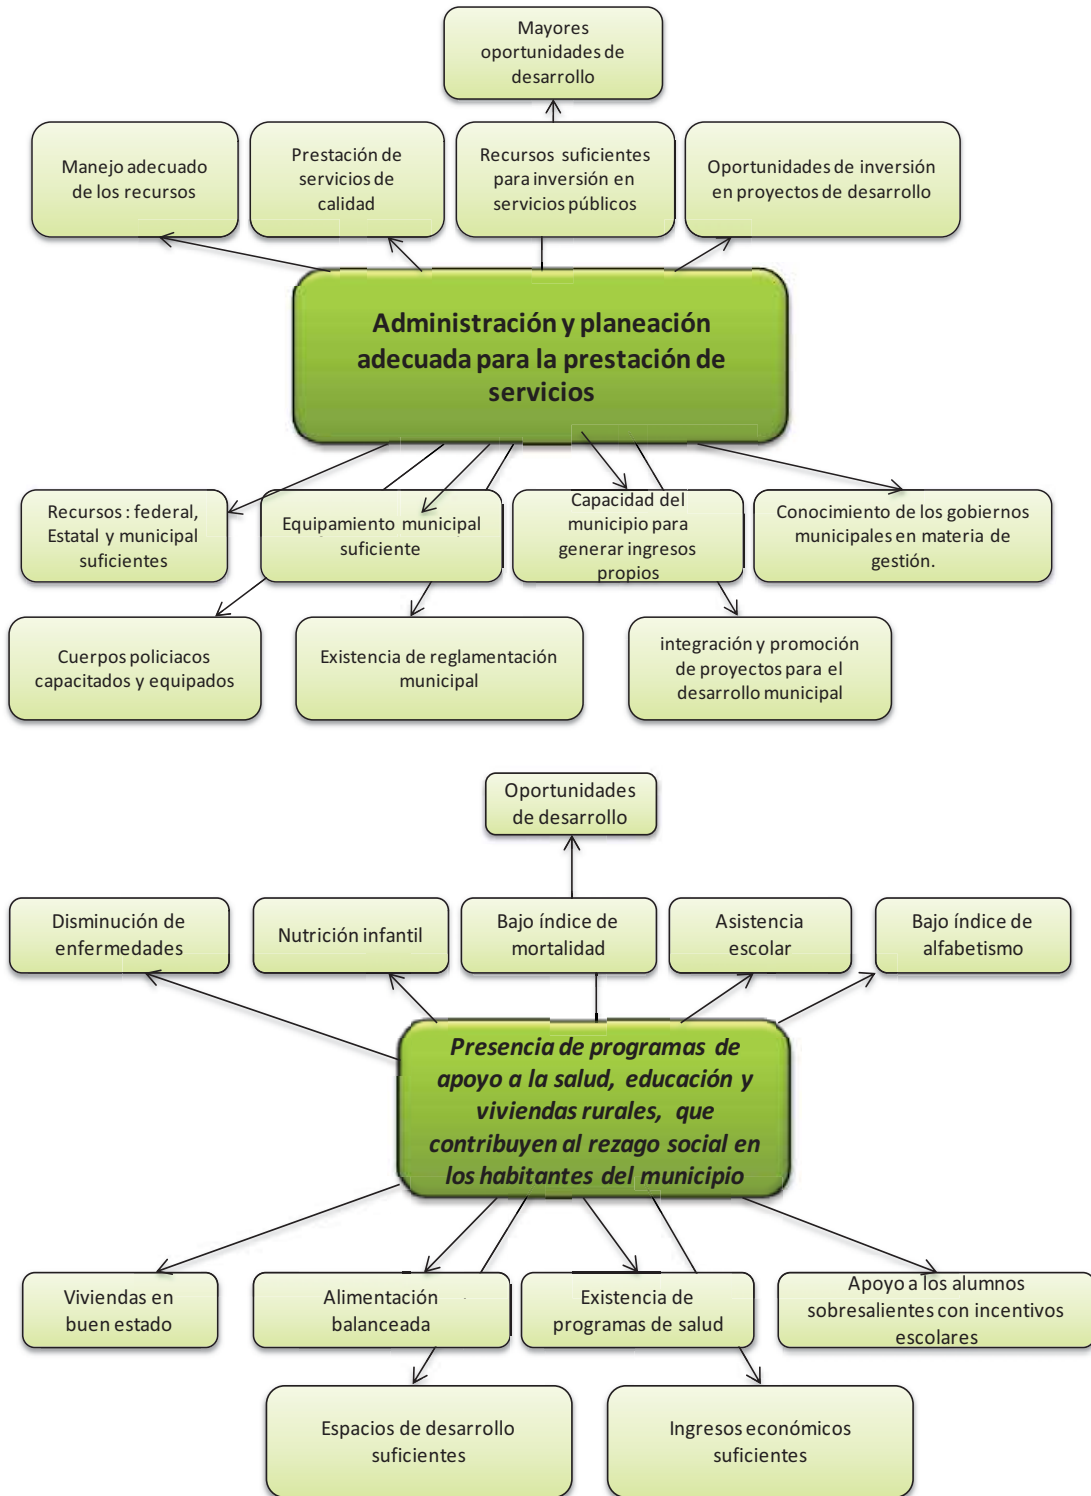 Mayores
oportunidades de
desarrollo
Manejo adecuado
de los recursos
Prestación de
servicios de
calidad
Recursos suficientes
para inversión en
servicios públicos
Oportunidades de inversión
en proyectos de desarrollo
Administración y planeación
adecuada para la prestación de
servicios
Recursos : federal,
Estatal y municipal
suficientes
Equipamiento municipal
suficiente
Capacidad del
municipio para
generar ingresos
propios
Conocimiento de los gobiernos
municipales en materia de
gestión.
Cuerpos policiacos
capacitados y equipados
Existencia de reglamentación
municipal
integración y promoción
de proyectos para el
desarrollo municipal
Oportunidades
de desarrollo
Disminución de
enfermedades
Nutrición infantil
Bajo índice de
mortalidad
Asistencia
escolar
Bajo índice de
alfabetismo
Presencia de programas de
apoyo a la salud, educación y
viviendas rurales, que
contribuyen al rezago social en
los habitantes del municipio
Viviendas en
buen estado
Alimentación
balanceada
Existencia de
programas de salud
Apoyo a los alumnos
sobresalientes con incentivos
escolares
Espacios de desarrollo
suficientes
Ingresos económicos
suficientes